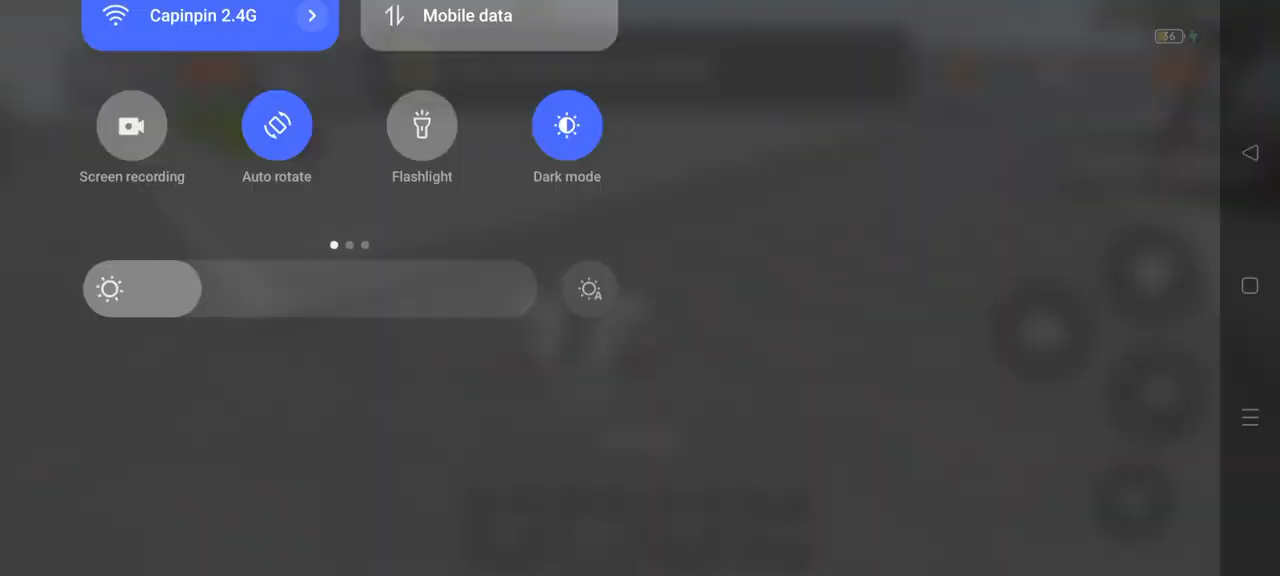 Capinpin 2.4G
Mobile data
36
Screen recording
Auto rotate
Flashlight
Dark mode
A